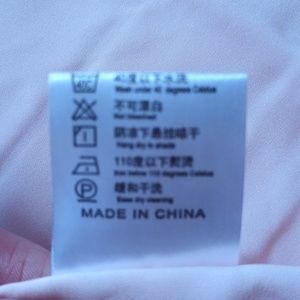 40度以下水洗
Wash under 40 degrees Celsius
不可漂白
Not bleached
阴凉下悬挂晾干
Hang dry in shade
110度以下熨烫
Iron below 110 degrees Celsius
缓和干洗
Easy dry cleaning
P
MADE IN CHINA